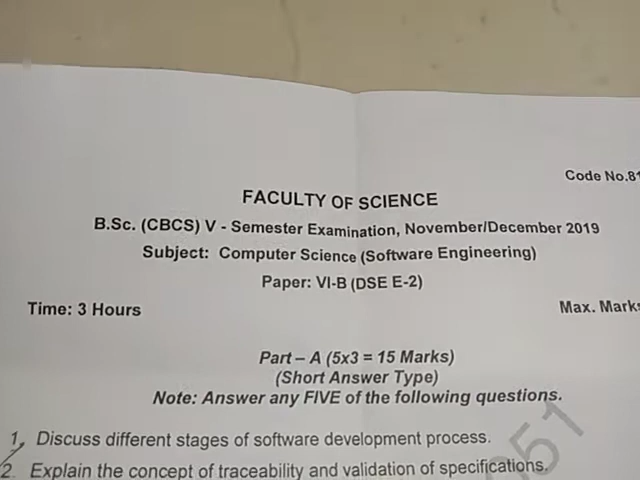 Code No.81
FACULTY OF SCIENCE
B.Sc. (CBCS) V - Semester Examination, November/December 2019
Subject: Computer Science (Software Engineering)
Paper: VI-B (DSE E-2)
Time: 3 Hours
Max. Marks
Part – A (5x3 = 15 Marks)
(Short Answer Type)
Note: Answer any FIVE of the following questions.
1. Discuss different stages of software development process.
2. Explain the concept of traceability and validation of specifications.
051